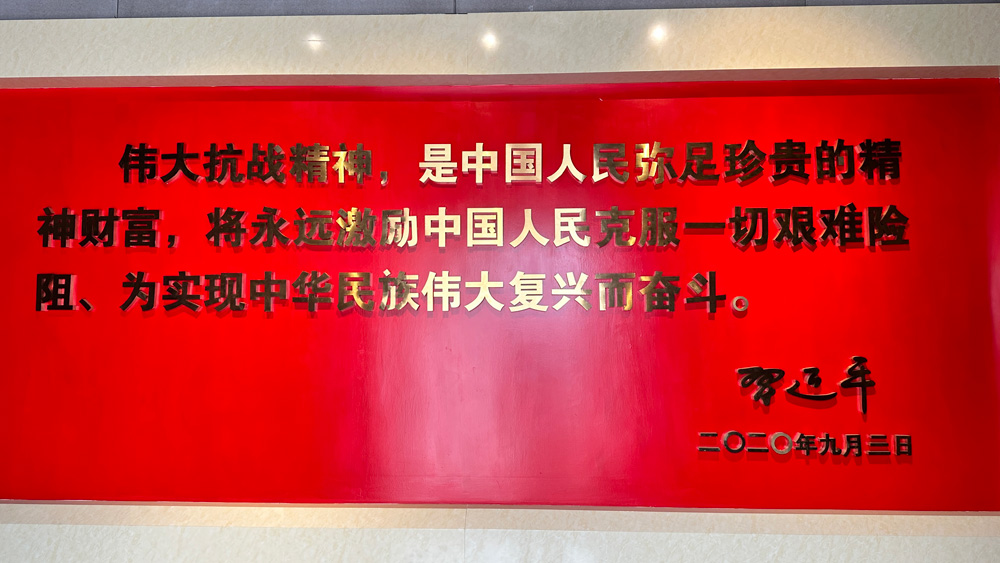 伟大抗战精神，是中国人民弥足珍贵的精
神财富，将永远激励中国人民克服一切艰难险
阻、为实现中华民族伟大复兴而奋斗。
习近平
二〇二〇年九月三日